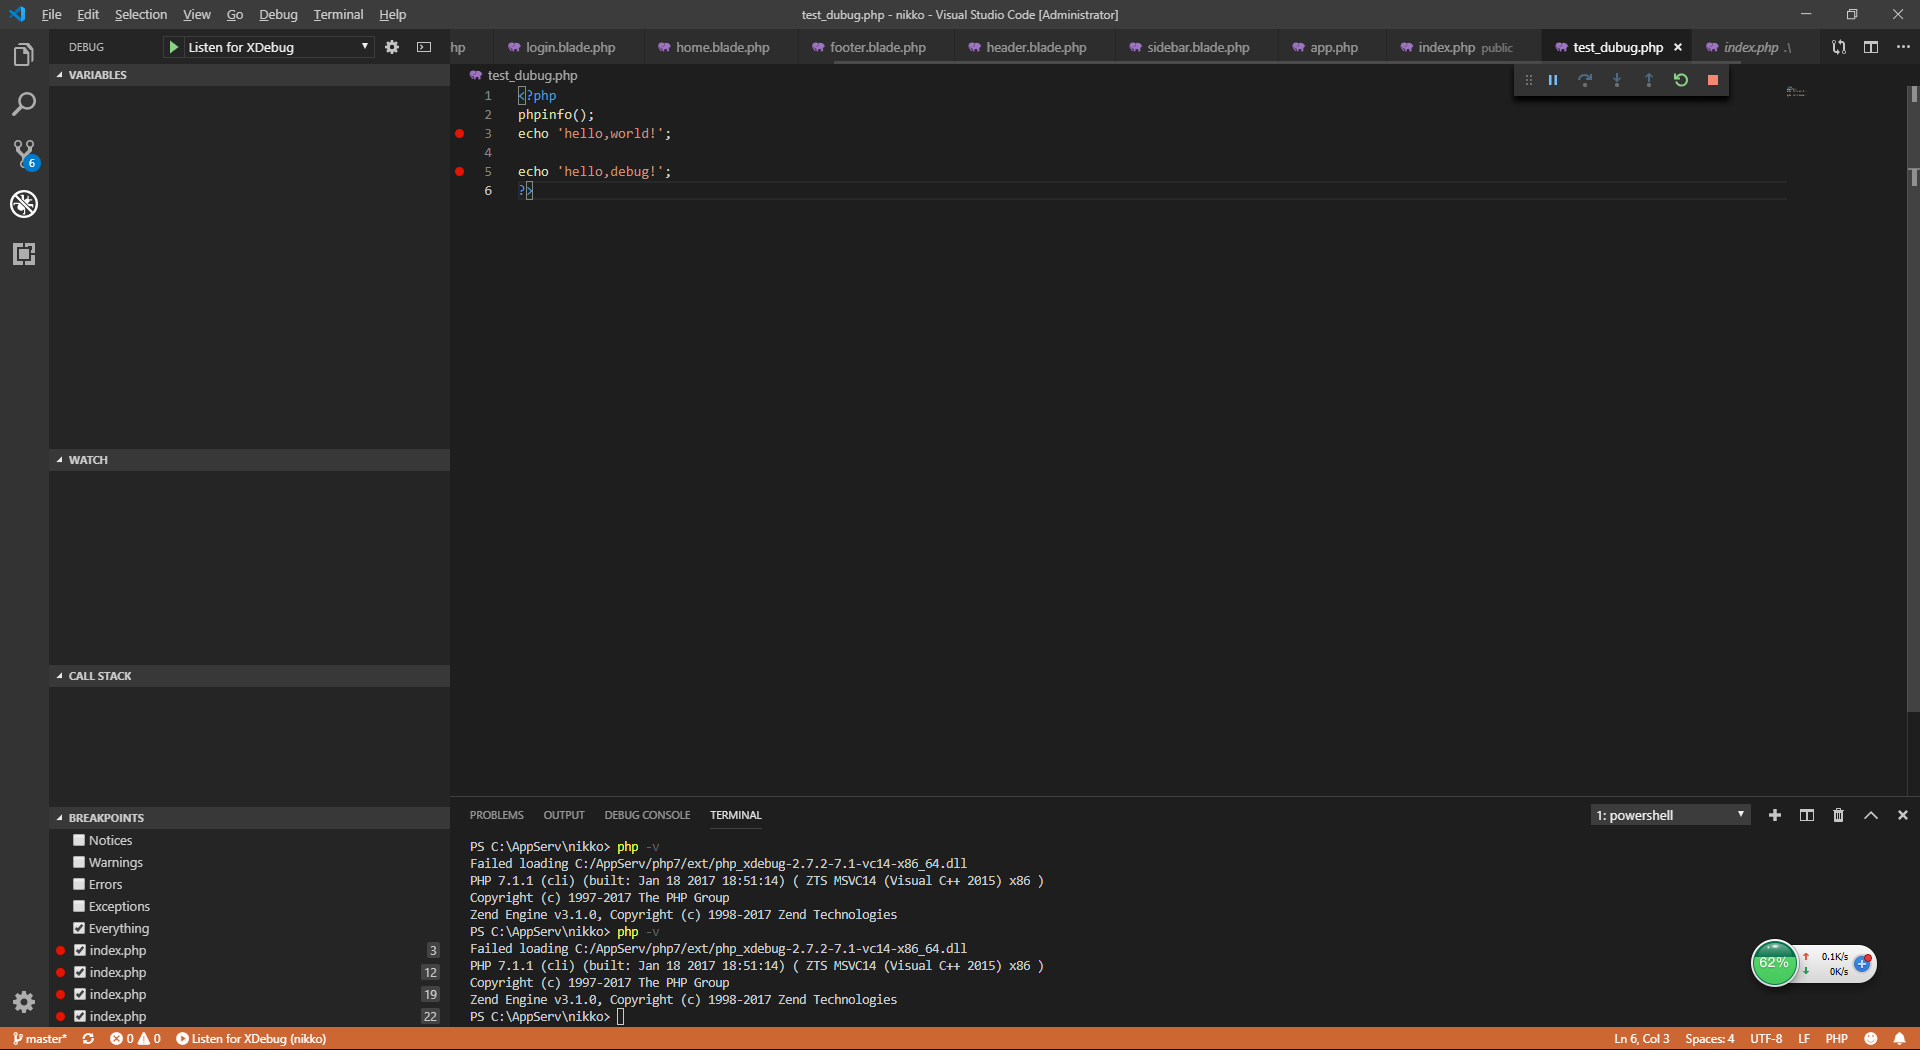 File Edit Selection View Go Debug Terminal Help
test_dubug.php - nikko - Visual Studio Code [Administrator]
DEBUG Listen for XDebug
hp login.blade.php home.blade.php footer.blade.php header.blade.php sidebar.blade.php app.php index.php public test_dubug.php index.php .\
VARIABLES
test_dubug.php
1 <?php
2 phpinfo();
3 echo 'hello,world!';
4
5 echo 'hello,debug!';
6 ?>
WATCH
CALL STACK
BREAKPOINTS
Notices
Warnings
Errors
Exceptions
Everything
index.php 3
index.php 12
index.php 19
index.php 22
6
PROBLEMS OUTPUT DEBUG CONSOLE TERMINAL
1: powershell
PS C:\AppServ\nikko> php -v
Failed loading C:/AppServ/php7/ext/php_xdebug-2.7.2-7.1-vc14-x86_64.dll
PHP 7.1.1 (cli) (built: Jan 18 2017 18:51:14) ( ZTS MSVC14 (Visual C++ 2015) x86 )
Copyright (c) 1997-2017 The PHP Group
Zend Engine v3.1.0, Copyright (c) 1998-2017 Zend Technologies
PS C:\AppServ\nikko> php -v
Failed loading C:/AppServ/php7/ext/php_xdebug-2.7.2-7.1-vc14-x86_64.dll
PHP 7.1.1 (cli) (built: Jan 18 2017 18:51:14) ( ZTS MSVC14 (Visual C++ 2015) x86 )
Copyright (c) 1997-2017 The PHP Group
Zend Engine v3.1.0, Copyright (c) 1998-2017 Zend Technologies
PS C:\AppServ\nikko>
62%
0.1K/s
0K/s
master* 0 0 Listen for XDebug (nikko)
Ln 6, Col 3 Spaces: 4 UTF-8 LF PHP